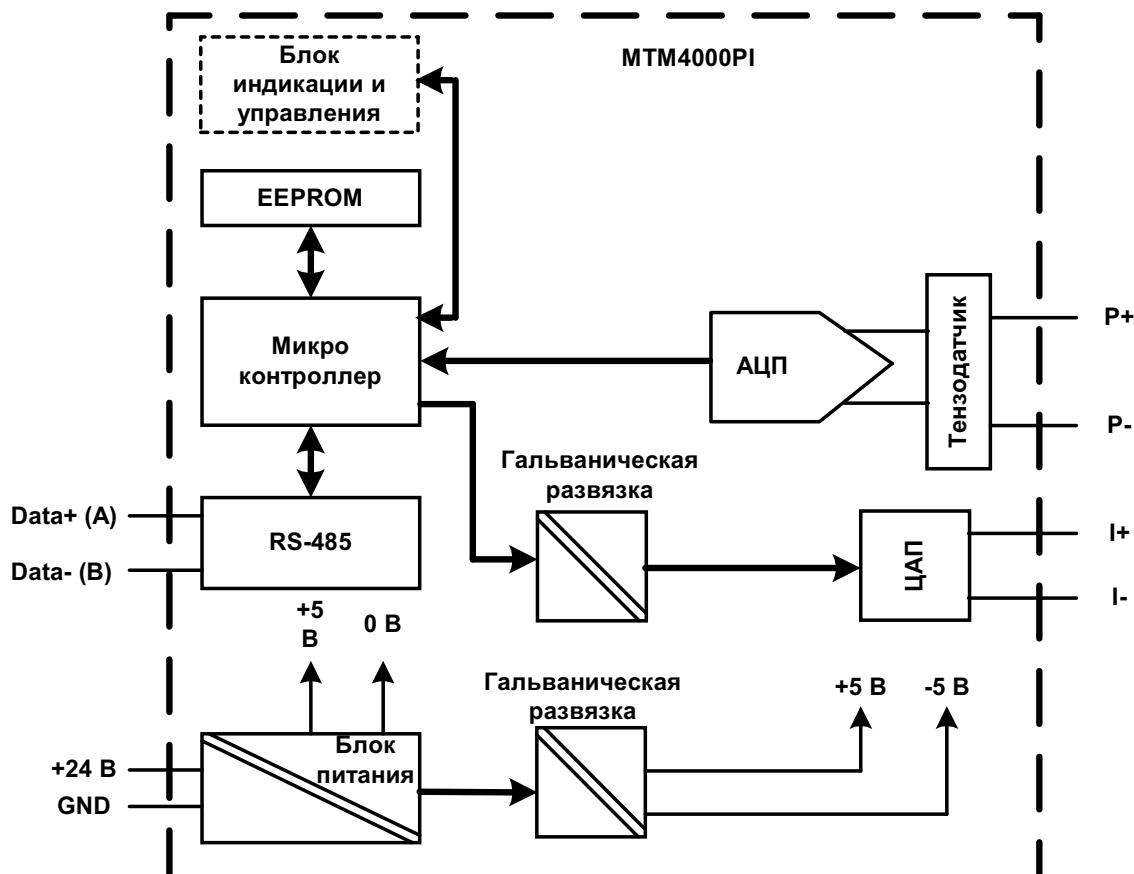 Блок
индикации и
управления
МТМ4000PI
EEPROM
Микро
контроллер
АЦП
Тензодатчик
P+
P-
Гальваническая
развязка
Data+ (A)
Data- (B)
RS-485
ЦАП
I+
I-
+5
В
0 В
Гальваническая
развязка
+5 В
-5 В
Блок
питания
+24 В
GND